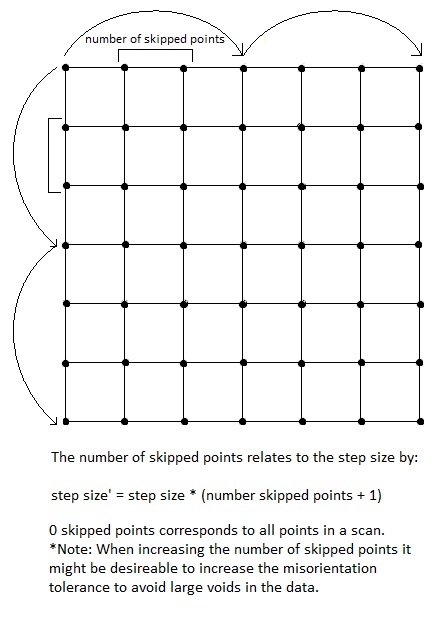 number of skipped points
The number of skipped points relates to the step size by:
step size' = step size * (number skipped points + 1)
0 skipped points corresponds to all points in a scan.
*Note: When increasing the number of skipped points it
might be desireable to increase the misorientation
tolerance to avoid large voids in the data.